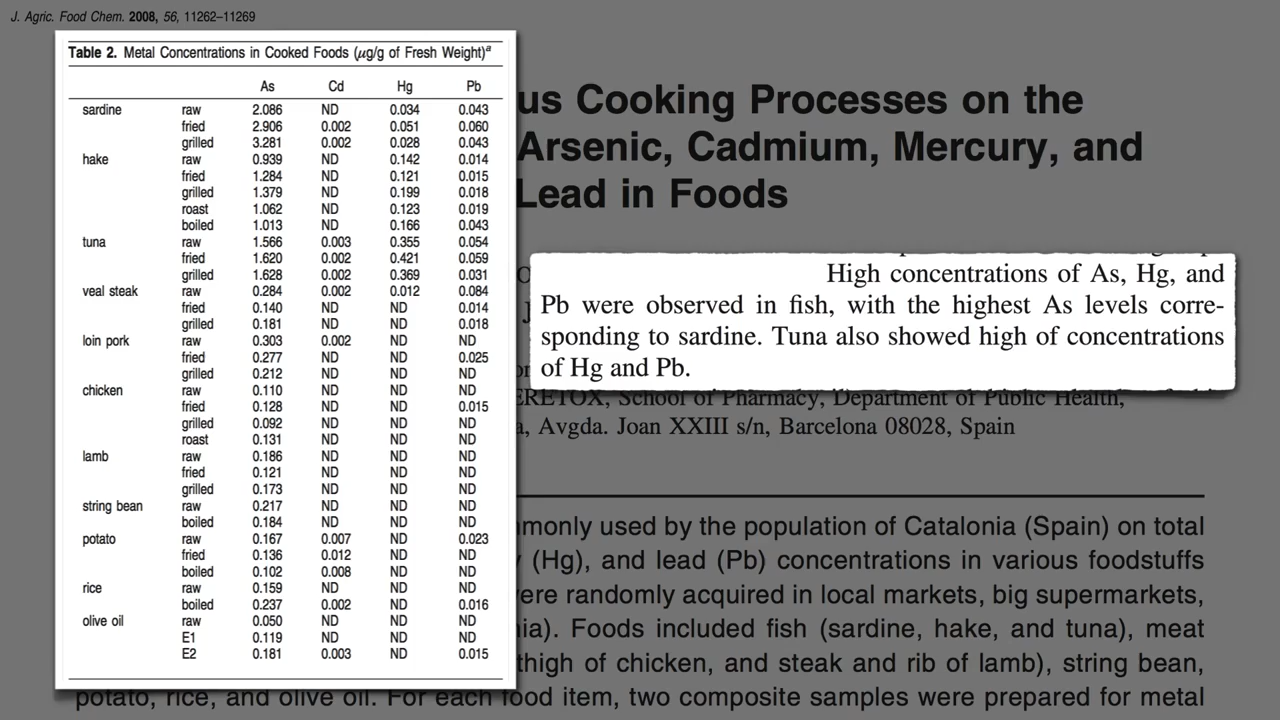 J. Agric. Food Chem. 2008, 56, 11262–11269
Table 2. Metal Concentrations in Cooked Foods (μg/g of Fresh Weight)a
As Cd Hg Pb
sardine raw 2.086 ND 0.034 0.043
fried 2.906 0.002 0.051 0.060
grilled 3.281 0.002 0.028 0.043
hake raw 0.939 ND 0.142 0.014
fried 1.284 ND 0.121 0.015
grilled 1.379 ND 0.199 0.018
roast 1.062 ND 0.123 0.019
boiled 1.013 ND 0.166 0.043
tuna raw 1.566 0.003 0.355 0.054
fried 1.620 0.002 0.421 0.059
grilled 1.628 0.002 0.369 0.031
veal steak raw 0.284 0.002 0.012 0.084
fried 0.140 ND ND 0.014
grilled 0.181 ND ND 0.018
loin pork raw 0.303 0.002 ND ND
fried 0.277 ND ND 0.025
grilled 0.212 ND ND ND
chicken raw 0.110 ND ND ND
fried 0.128 ND ND 0.015
grilled 0.092 ND ND ND
roast 0.131 ND ND ND
lamb raw 0.186 ND ND ND
fried 0.121 ND ND ND
grilled 0.173 ND ND ND
string bean raw 0.217 ND ND ND
boiled 0.184 ND ND ND
potato raw 0.167 0.007 ND 0.023
fried 0.136 0.012 ND ND
boiled 0.102 0.008 ND ND
rice raw 0.159 ND ND ND
boiled 0.237 0.002 ND 0.016
olive oil raw 0.050 ND ND ND
E1 0.119 ND ND ND
E2 0.181 0.003 ND 0.015
us Cooking Processes on the
Arsenic, Cadmium, Mercury, and
Lead in Foods
High concentrations of As, Hg, and
Pb were observed in fish, with the highest As levels corre-
sponding to sardine. Tuna also showed high of concentrations
of Hg and Pb.
ERETOX, School of Pharmacy, Department of Public Health,
a, Avgda. Joan XXIII s/n, Barcelona 08028, Spain
mmonly used by the population of Catalonia (Spain) on total
(Hg), and lead (Pb) concentrations in various foodstuffs
ere randomly acquired in local markets, big supermarkets,
nia). Foods included fish (sardine, hake, and tuna), meat
thigh of chicken, and steak and rib of lamb), string bean,
potato, rice, and olive oil. For each food item, two composite samples were prepared for metal